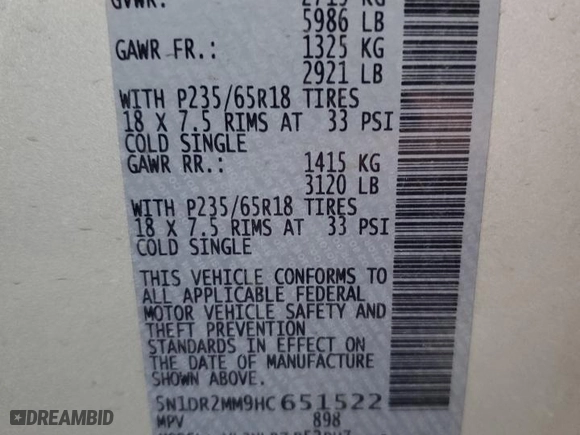 GVWR: 2715 KG
5986 LB
GAWR FR.: 1325 KG
2921 LB
WITH P235/65R18 TIRES
18 X 7.5 RIMS AT 33 PSI
COLD SINGLE
GAWR RR.: 1415 KG
3120 LB
WITH P235/65R18 TIRES
18 X 7.5 RIMS AT 33 PSI
COLD SINGLE
THIS VEHICLE CONFORMS TO
ALL APPLICABLE FEDERAL
MOTOR VEHICLE SAFETY AND
THEFT PREVENTION
STANDARDS IN EFFECT ON
THE DATE OF MANUFACTURE
SHOWN ABOVE.
5N1DR2MM9HC651522
MPV 898
DREAMBID